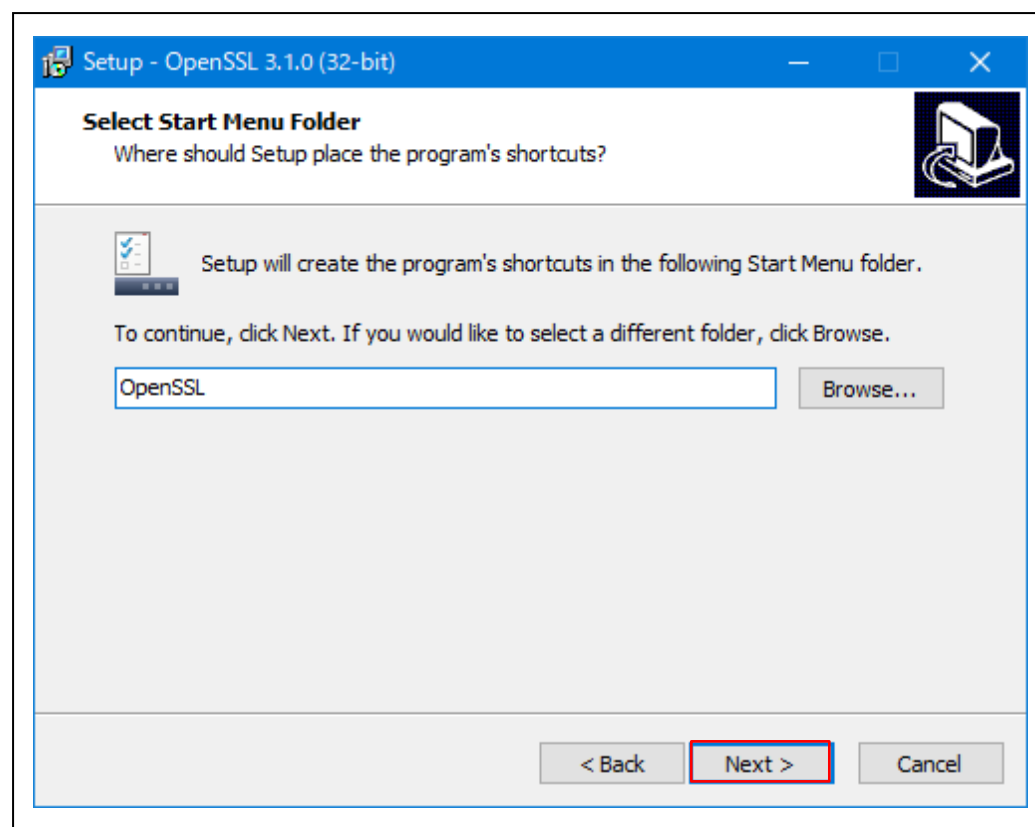 Setup - OpenSSL 3.1.0 (32-bit)
Select Start Menu Folder
Where should Setup place the program's shortcuts?
Setup will create the program's shortcuts in the following Start Menu folder.
To continue, click Next. If you would like to select a different folder, click Browse.
OpenSSL
Browse...
< Back
Next >
Cancel